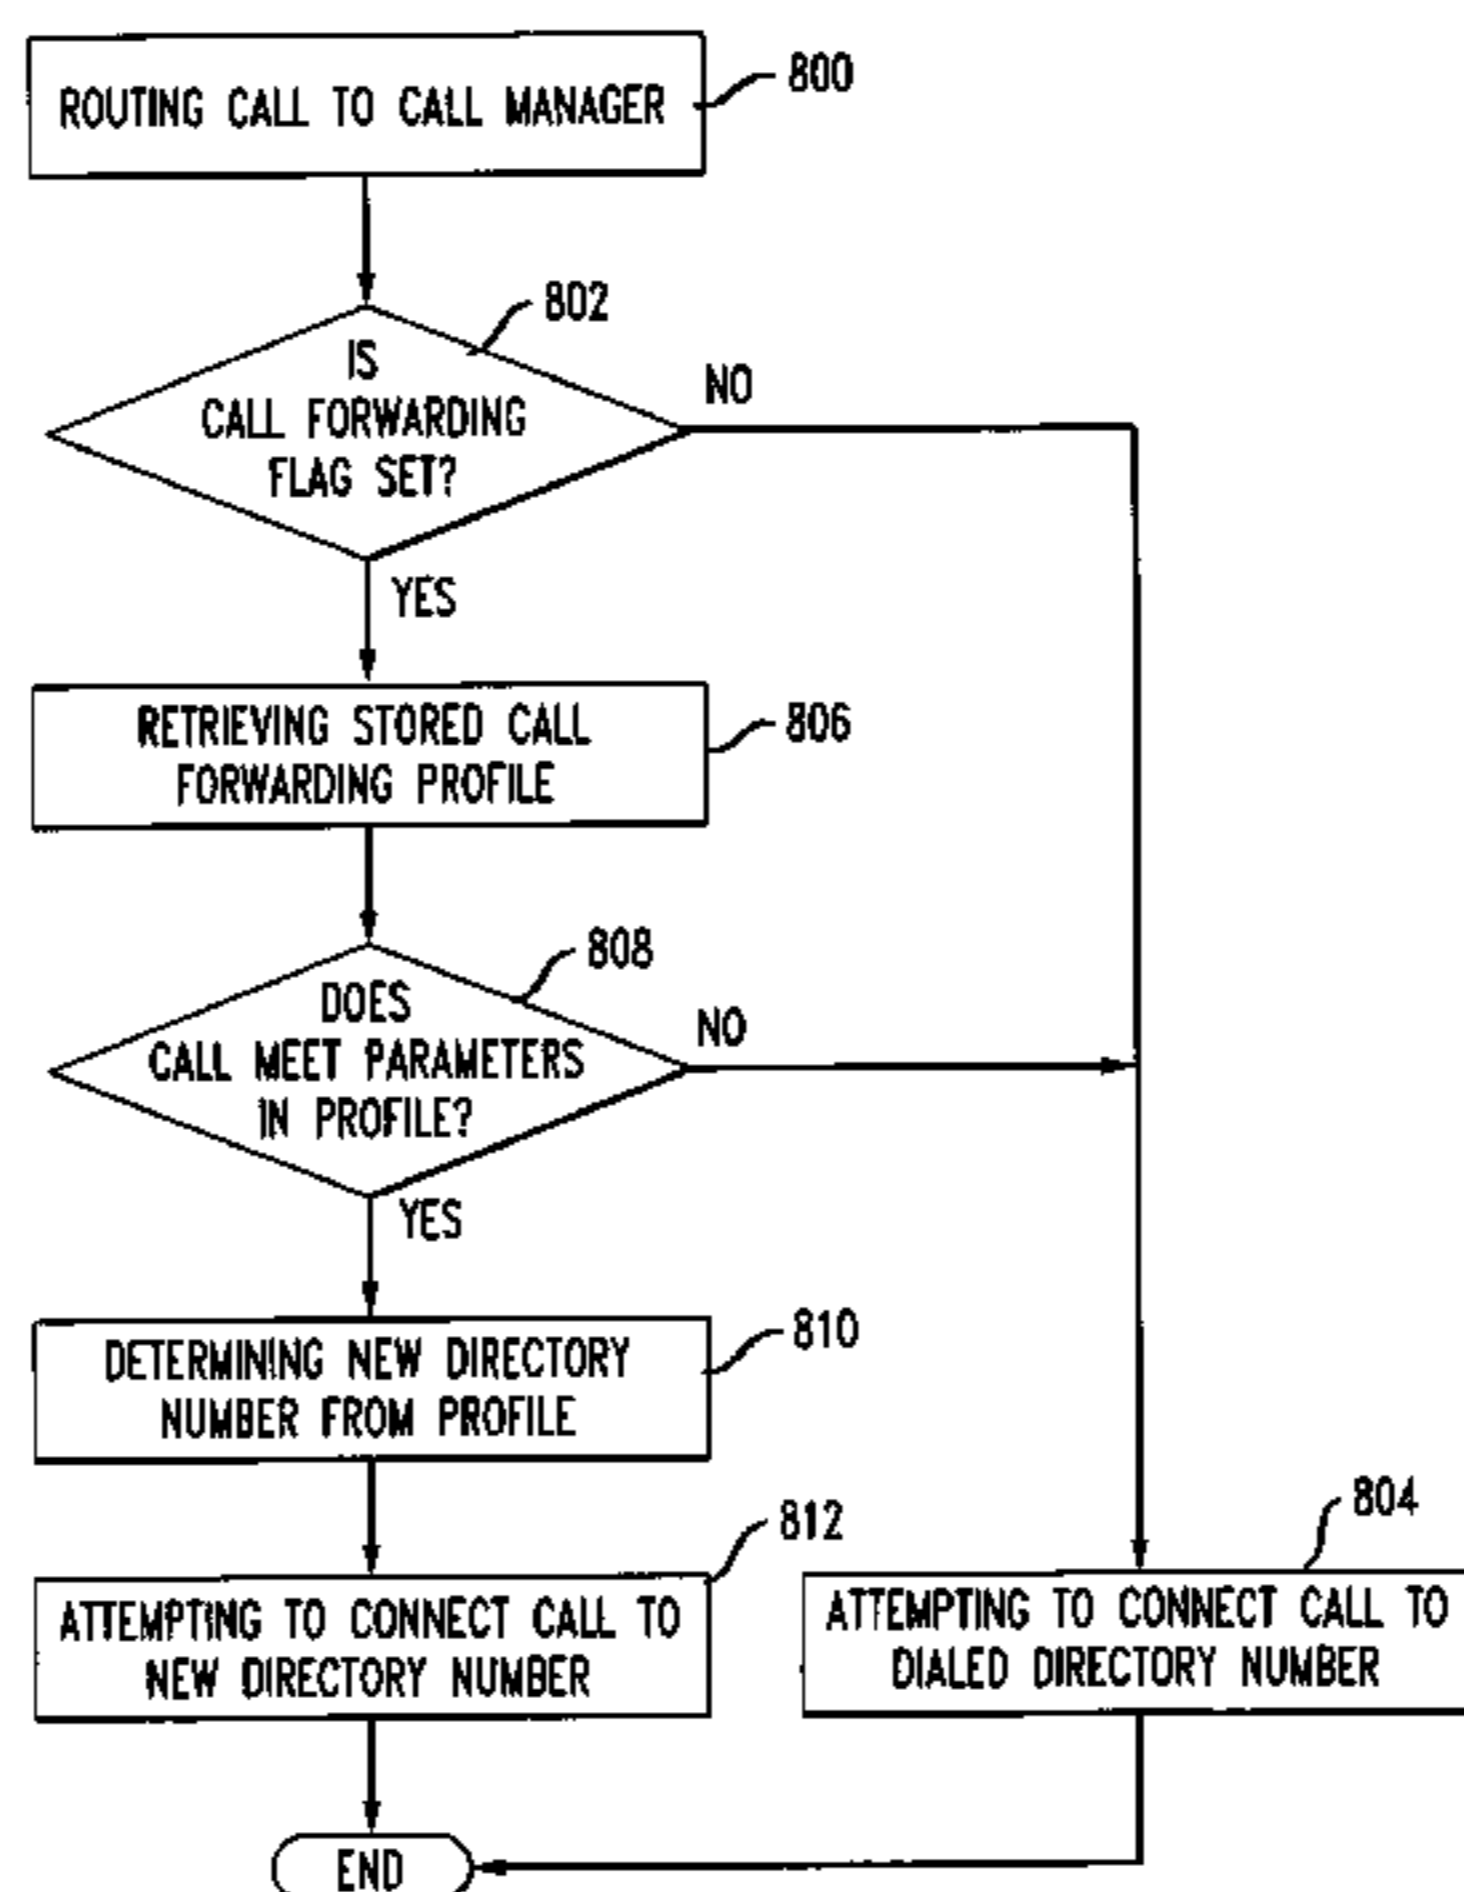 ROUTING CALL TO CALL MANAGER
800
802
IS
CALL FORWARDING
FLAG SET?
NO
YES
RETRIEVING STORED CALL
FORWARDING PROFILE
806
808
DOES
CALL MEET PARAMETERS
IN PROFILE?
NO
YES
DETERMINING NEW DIRECTORY
NUMBER FROM PROFILE
810
812
ATTEMPTING TO CONNECT CALL TO
NEW DIRECTORY NUMBER
804
ATTEMPTING TO CONNECT CALL TO
DIALED DIRECTORY NUMBER
END